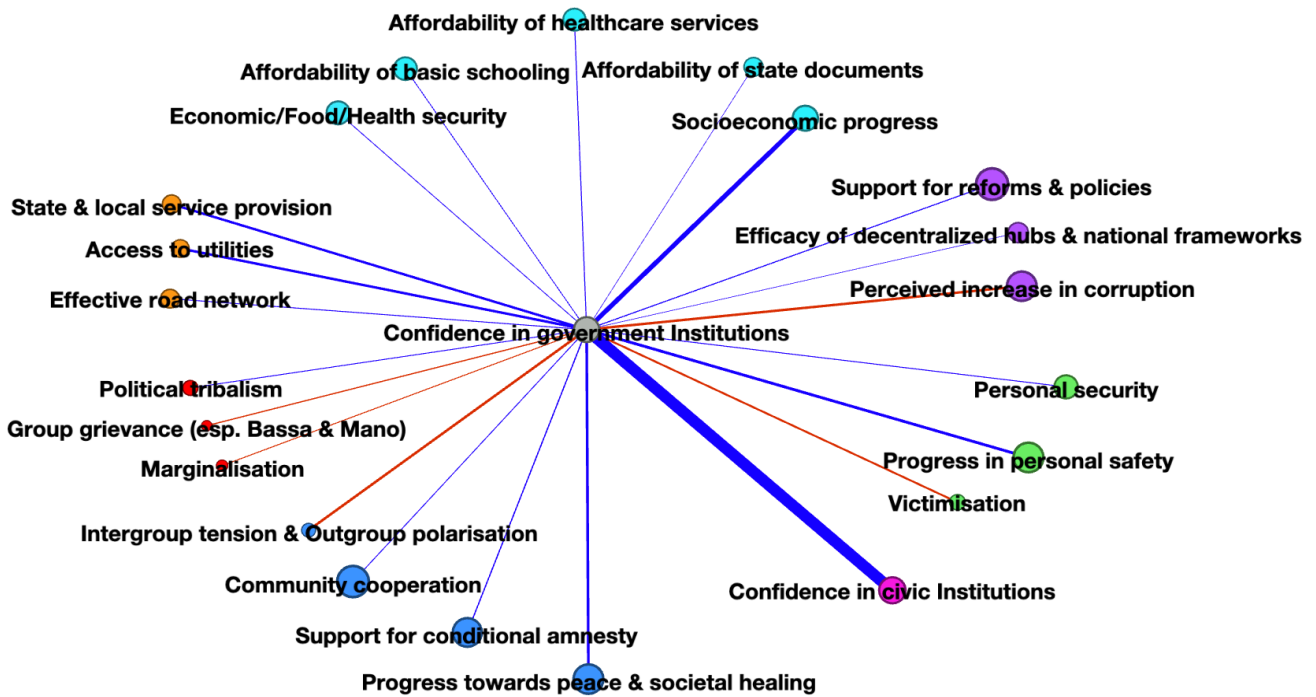 Affordability of healthcare services
Affordability of basic schooling
Affordability of state documents
Economic/Food/Health security
Socioeconomic progress
Support for reforms & policies
State & local service provision
Efficacy of decentralized hubs & national frameworks
Access to utilities
Perceived increase in corruption
Effective road network
Confidence in government Institutions
Political tribalism
Personal security
Group grievance (esp. Bassa & Mano)
Marginalisation
Progress in personal safety
Victimisation
Intergroup tension & Outgroup polarisation
Community cooperation
Confidence in civic Institutions
Support for conditional amnesty
Progress towards peace & societal healing